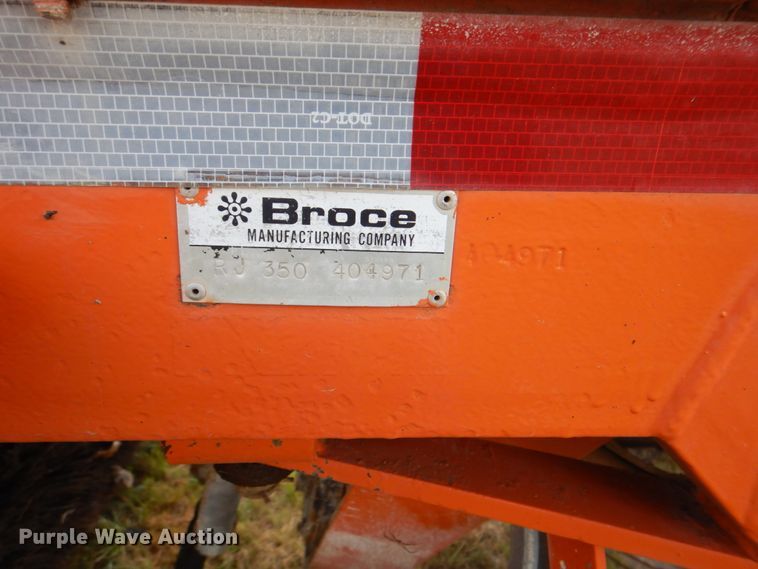 DOT-C2
Broce
MANUFACTURING COMPANY
RJ 350 404971
404971
Purple Wave Auction